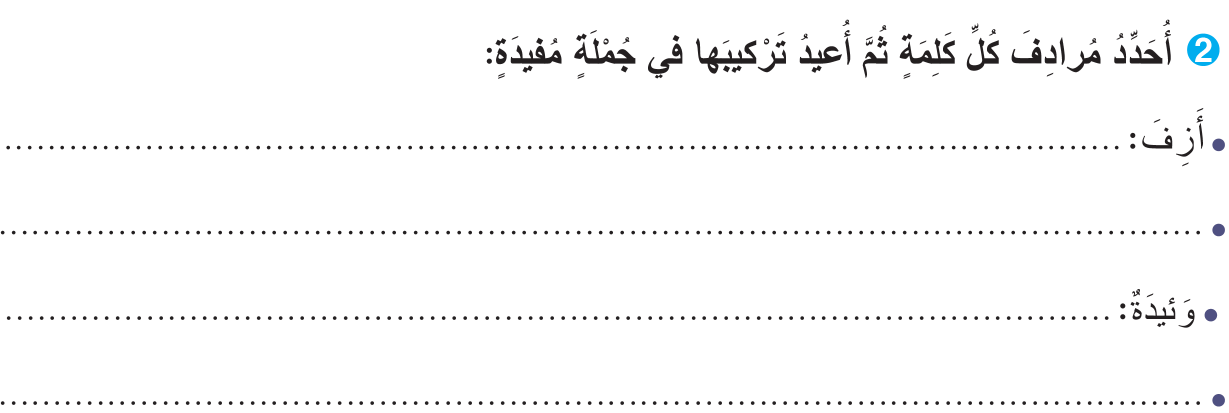 2 أُحَدِّدُ مُرادِفَ كُلِّ كَلِمَةٍ ثُمَّ أُعيدُ تَرْكيبَها في جُمْلَةٍ مُفيدَةٍ:
• أَزِفَ: ........................................................................................................
• ................................................................................................................
• وَئيدَةٌ: ........................................................................................................
• ................................................................................................................